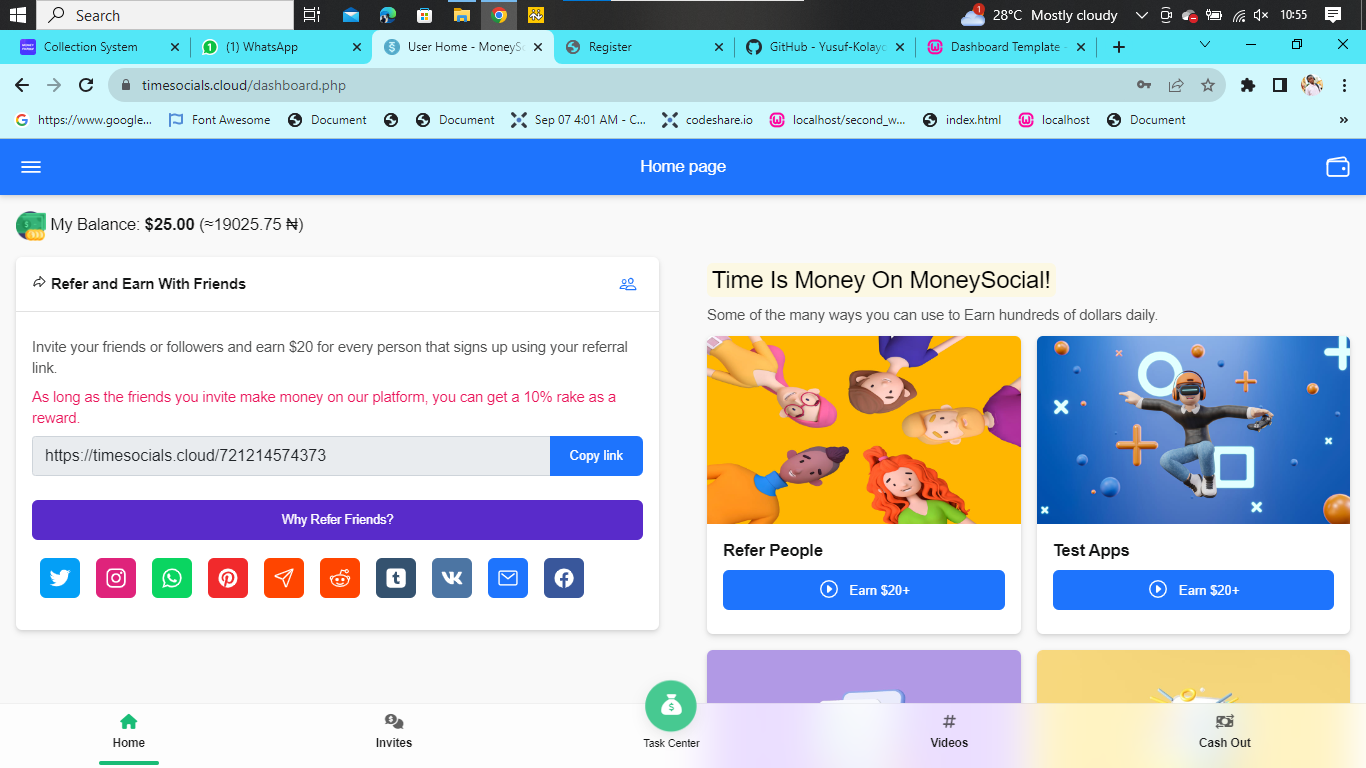 Search
1
28°C Mostly cloudy
10:55
Collection System
(1) WhatsApp
User Home - MoneySo
Register
GitHub - Yusuf-Kolayo
Dashboard Template -
timesocials.cloud/dashboard.php
https://www.google...
Font Awesome
Document
Document
Sep 07 4:01 AM - C...
codeshare.io
localhost/second_w...
index.html
localhost
Document
»
Home page
My Balance: $25.00 (≈19025.75 ₦)
Refer and Earn With Friends
Invite your friends or followers and earn $20 for every person that signs up using your referral
link.
As long as the friends you invite make money on our platform, you can get a 10% rake as a
reward.
https://timesocials.cloud/721214574373
Copy link
Why Refer Friends?
Time Is Money On MoneySocial!
Some of the many ways you can use to Earn hundreds of dollars daily.
Refer People
Earn $20+
Test Apps
Earn $20+
Home
Invites
Task Center
Videos
Cash Out